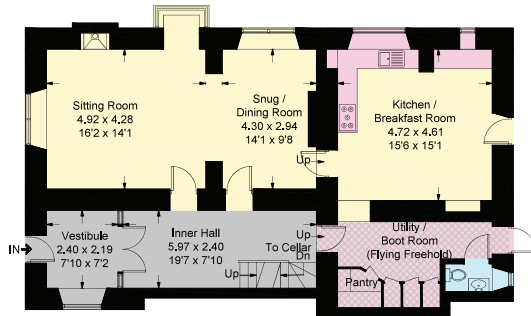 Sitting Room
4.92 x 4.28
16'2 x 14'1
Snug /
Dining Room
4.30 x 2.94
14'1 x 9'8
Kitchen /
Breakfast Room
4.72 x 4.61
15'6 x 15'1
Up
IN
Vestibule
2.40 x 2.19
7'10 x 7'2
Inner Hall
5.97 x 2.40
19'7 x 7'10
Up
To Cellar
Dn
Up
Utility /
Boot Room
(Flying Freehold)
Pantry